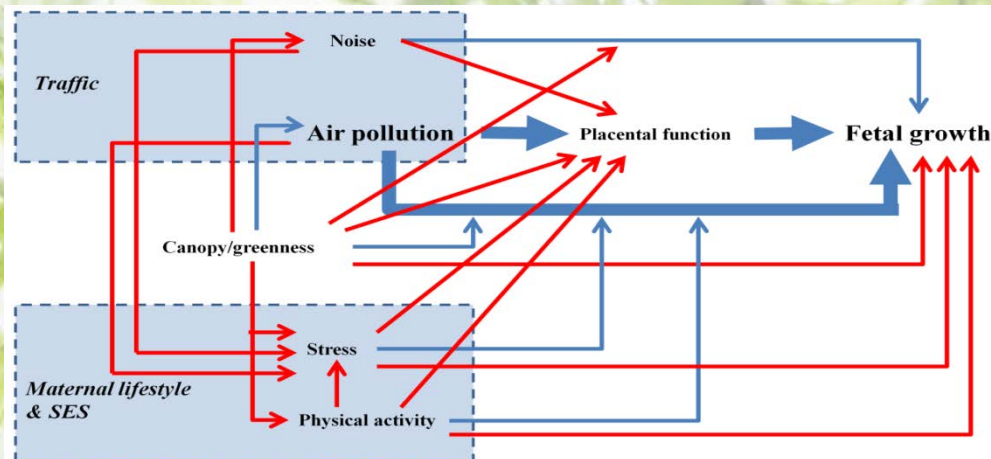 Noise
Traffic
Air pollution
Placental function
Fetal growth
Canopy/greenness
Stress
Maternal lifestyle
& SES
Physical activity